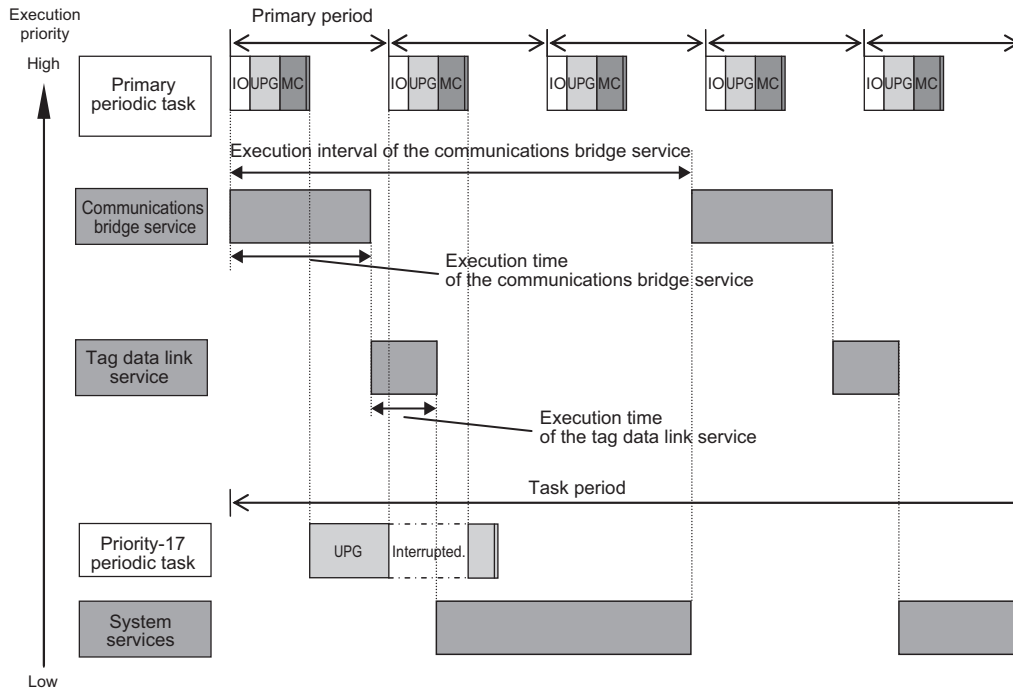 Execution
priority
High
Primary period
Primary
periodic task
IO UPG MC
IO UPG MC
IO UPG MC
IO UPG MC
IO UPG MC
Execution interval of the communications bridge service
Communications
bridge service
Execution time
of the communications bridge service
Tag data link
service
Execution time
of the tag data link service
Task period
Priority-17
periodic task
UPG
Interrupted.
System
services
Low